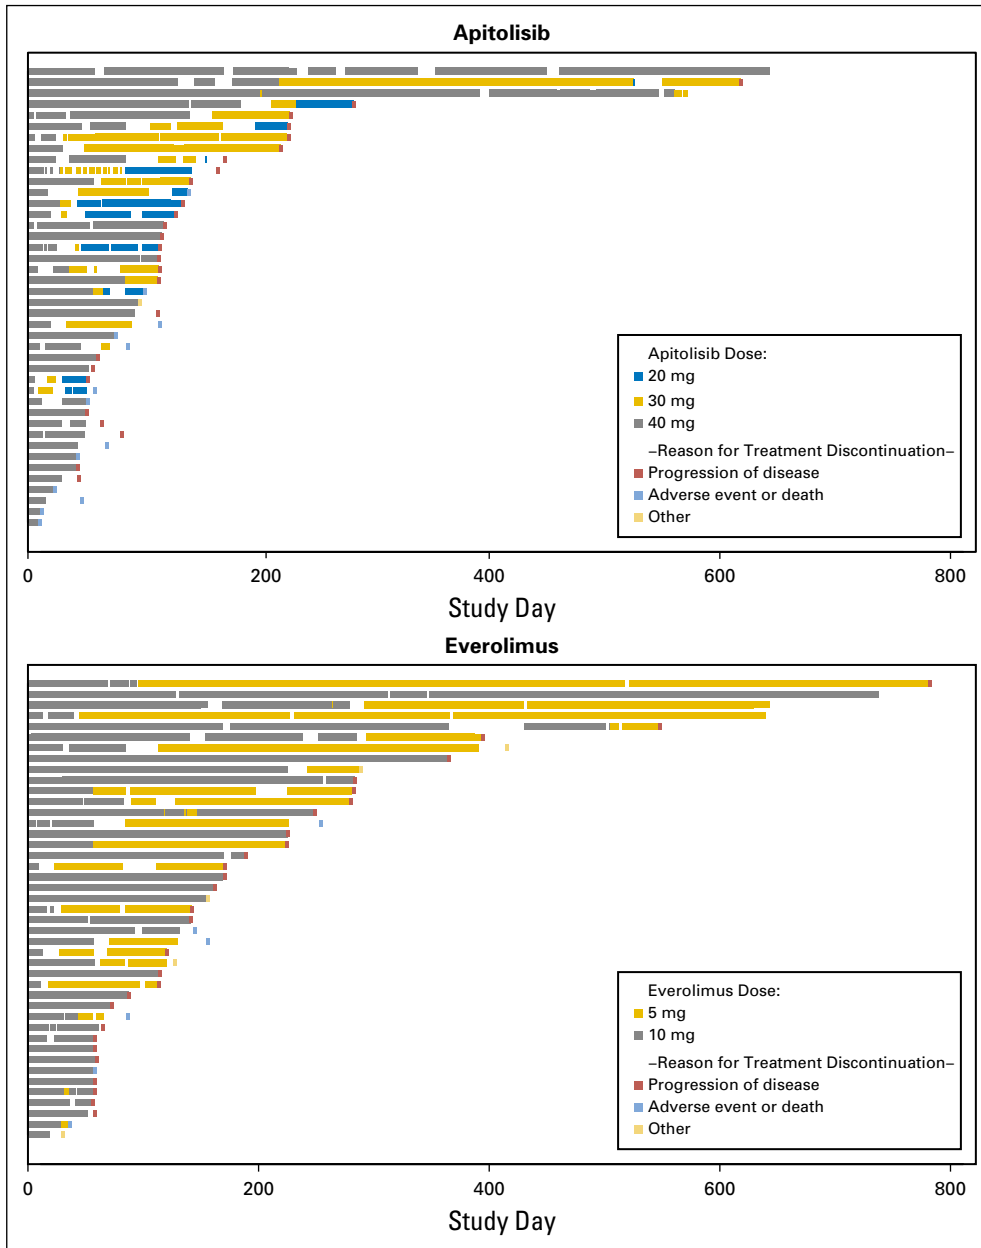 Apitolisib
Apitolisib Dose:
20 mg
30 mg
40 mg
–Reason for Treatment Discontinuation–
Progression of disease
Adverse event or death
Other
0 200 400 600 800
Study Day
Everolimus
Everolimus Dose:
5 mg
10 mg
–Reason for Treatment Discontinuation–
Progression of disease
Adverse event or death
Other
0 200 400 600 800
Study Day